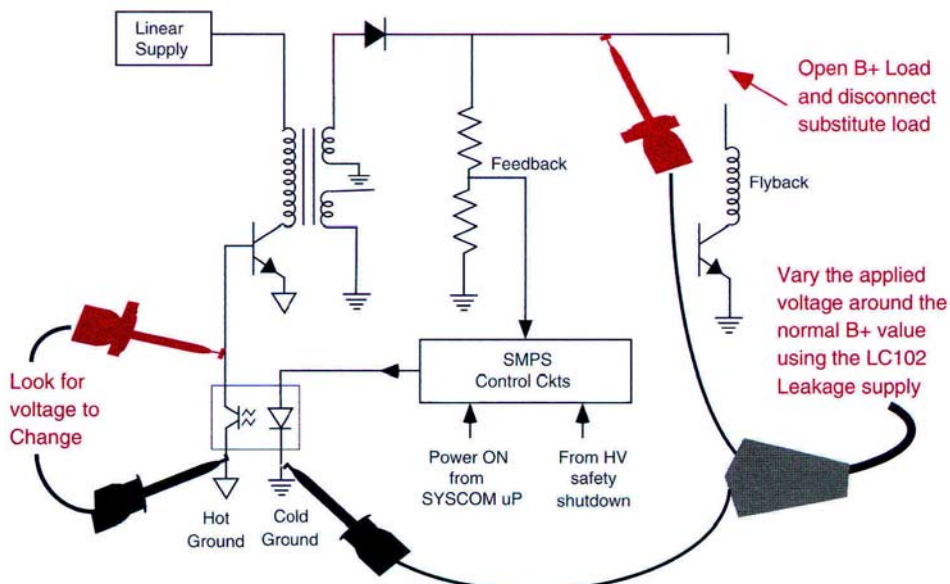 Linear
Supply
Open B+ Load
and disconnect
substitute load
Feedback
Flyback
Vary the applied
voltage around the
normal B+ value
using the LC102
Leakage supply
SMPS
Control Ckts
Look for
voltage to
Change
Power ON
from
SYSCOM uP
From HV
safety
shutdown
Hot
Ground
Cold
Ground